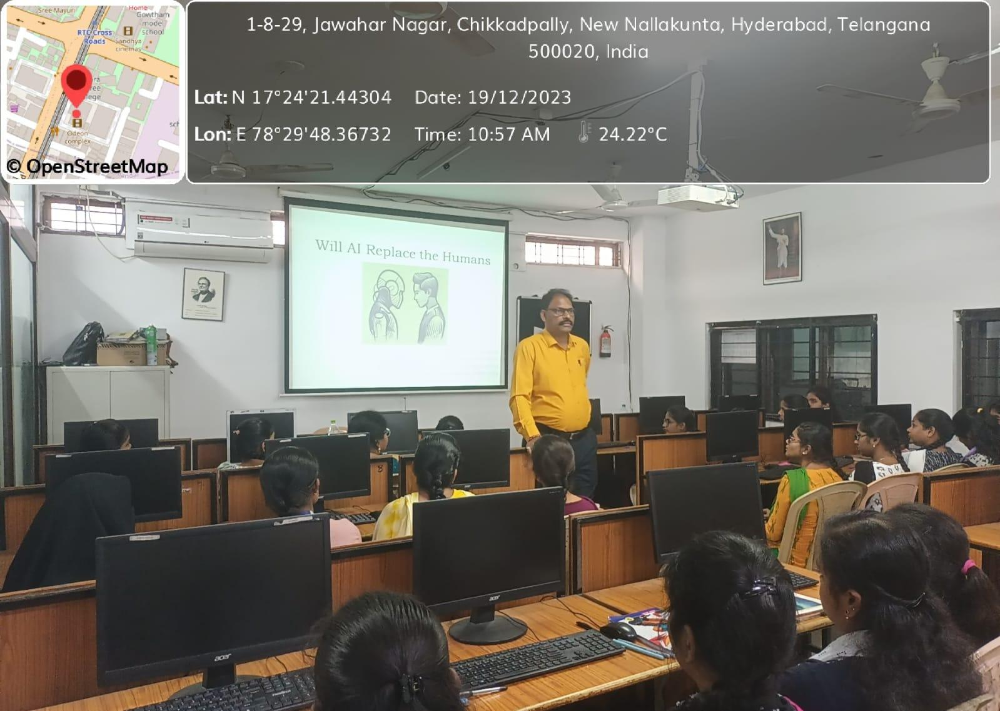 Sree Mayuri
Home
Gowtham
model
school
RTC Cross
Roads
Sandhya
cinemas
Odeon
complex
© OpenStreetMap
1-8-29, Jawahar Nagar, Chikkadpally, New Nallakunta, Hyderabad, Telangana
500020, India
Lat: N 17°24'21.44304 Date: 19/12/2023
Lon: E 78°29'48.36732 Time: 10:57 AM 24.22°C
Will AI Replace the Humans
8
acer
acer
acer